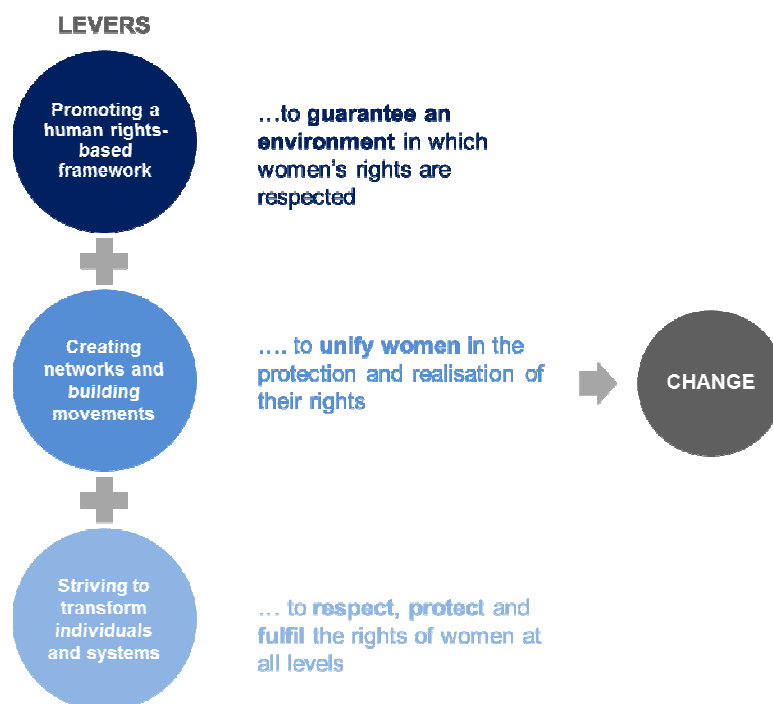 LEVERS
Promoting a
human rights-
based
framework
…to guarantee an
environment in which
women's rights are
respected
Creating
networks and
building
movements
…. to unify women in the
protection and realisation of
their rights
CHANGE
Striving to
transform
individuals
and systems
… to respect, protect and
fulfil the rights of women at
all levels